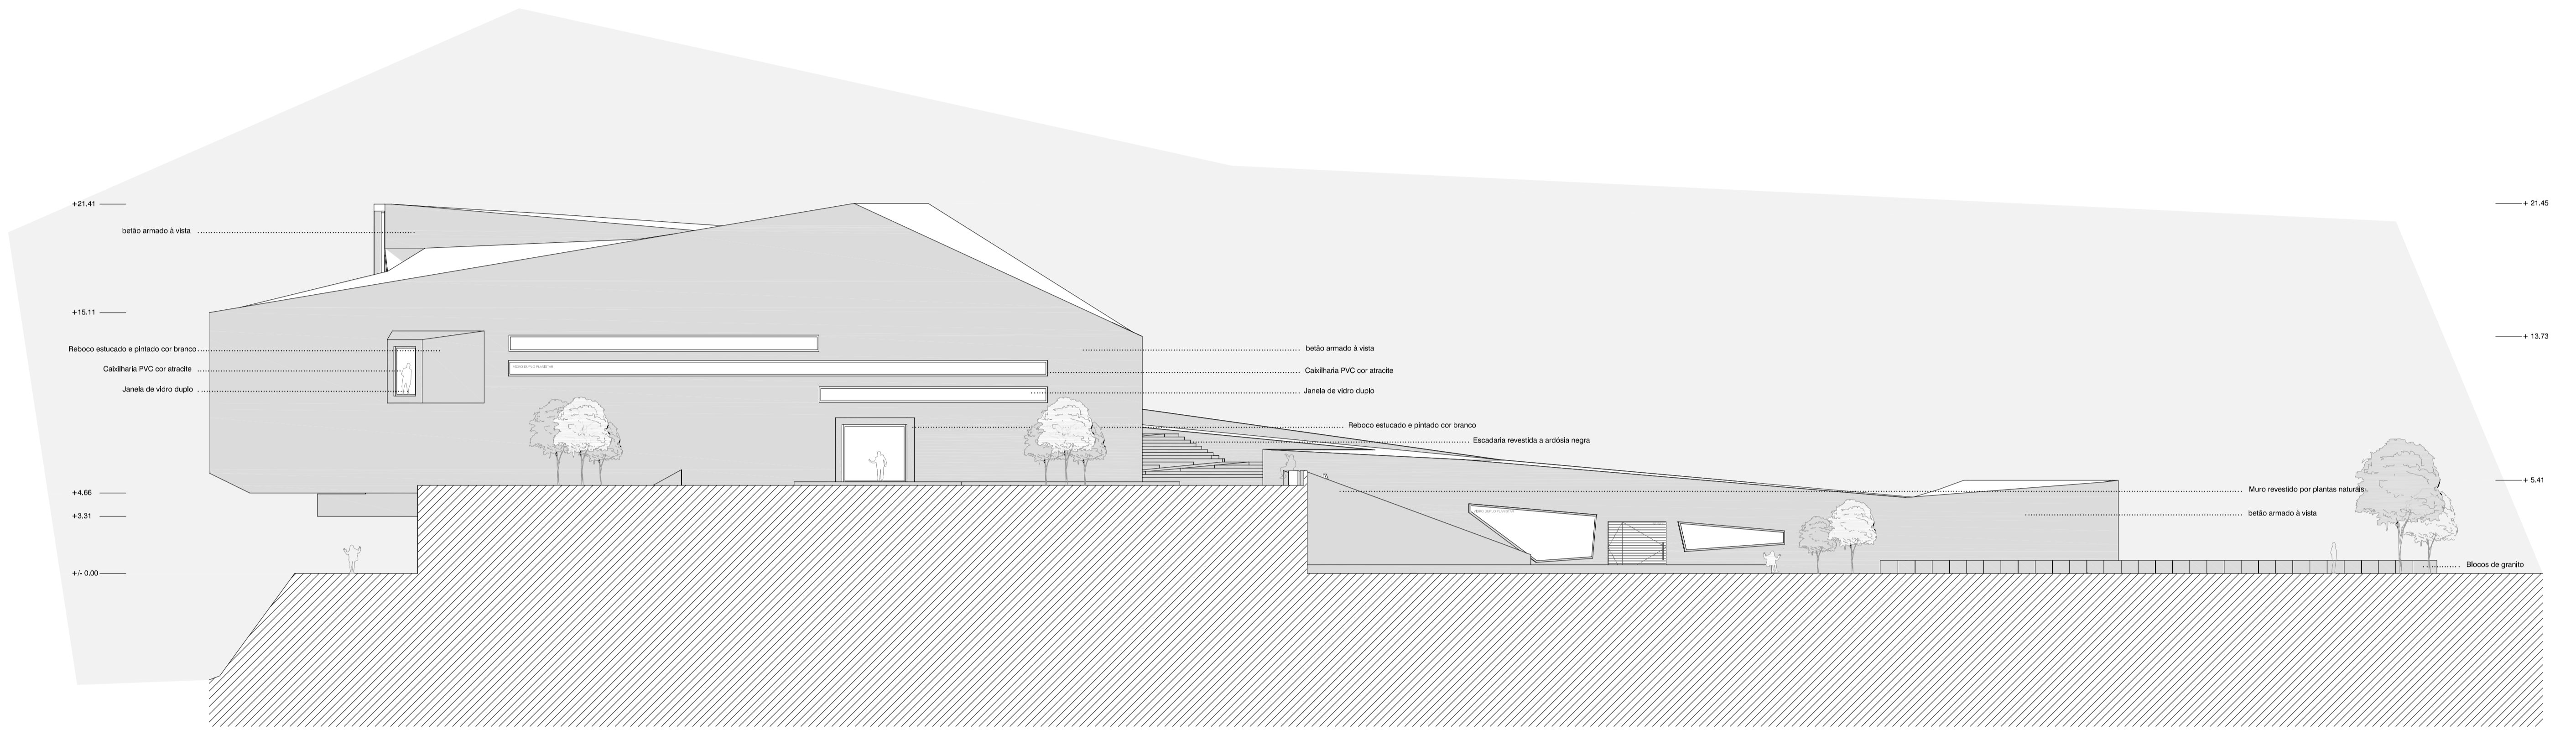 +21.41
+ 21.45
betão armado à vista
+15.11
+ 13.73
Reboco estucado e pintado cor branco
betão armado à vista
Caixilharia PVC cor atracite
Caixilharia PVC cor atracite
Janela de vidro duplo
Janela de vidro duplo
Reboco estucado e pintado cor branco
Escadaria revestida a ardósia negra
+ 5.41
Muro revestido por plantas naturais
+4.66
betão armado à vista
+3.31
Blocos de granito
+/- 0.00